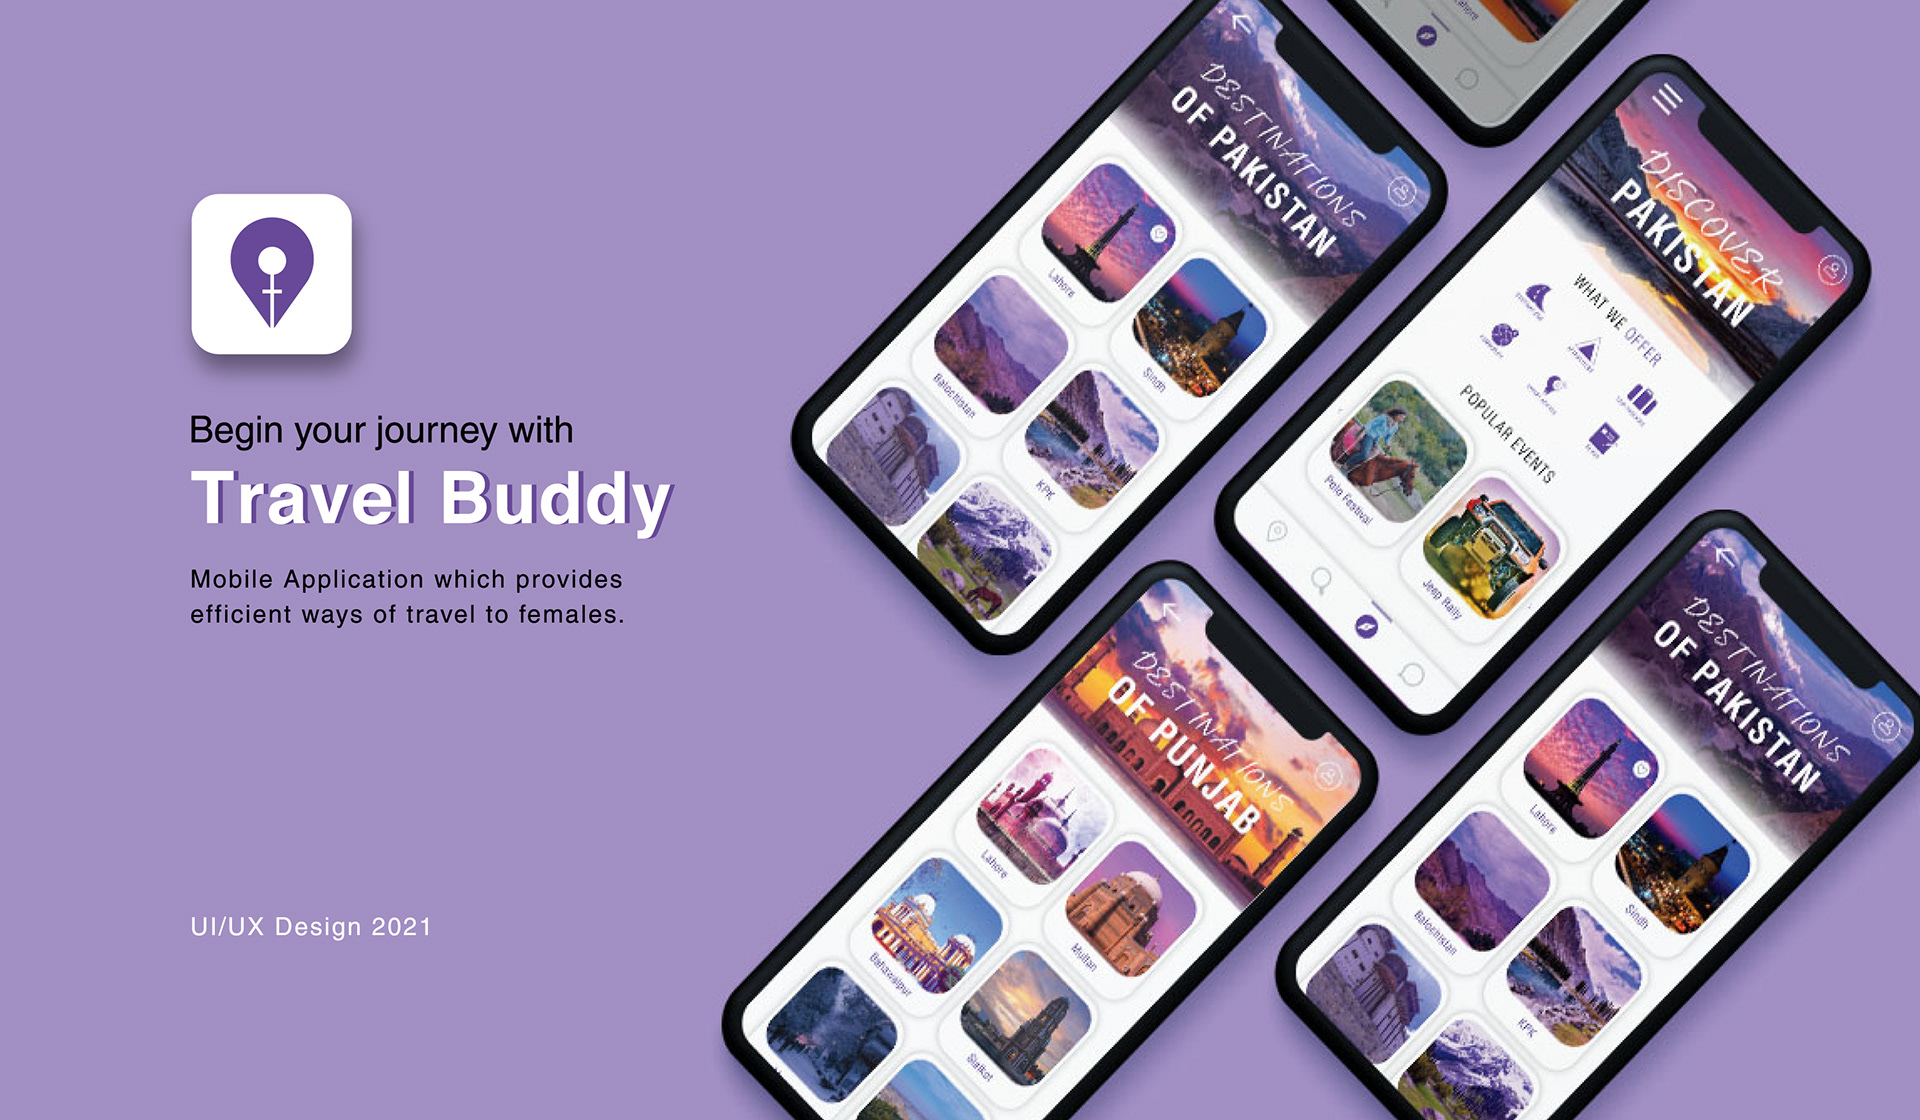 Begin your journey with
Travel Buddy
Mobile Application which provides
efficient ways of travel to females.
UI/UX Design 2021
DESTINATIONS
OF PAKISTAN
Lahore
Sindh
Balochistan
KPK
Lahore
DISCOVER
PAKISTAN
WHAT WE OFFER
POPULAR EVENTS
Polo Festival
Jeep Rally
DESTINATIONS
OF PUNJAB
Lahore
Multan
Bahawalpur
Sialkot
DESTINATIONS
OF PAKISTAN
Lahore
Sindh
Balochistan
KPK